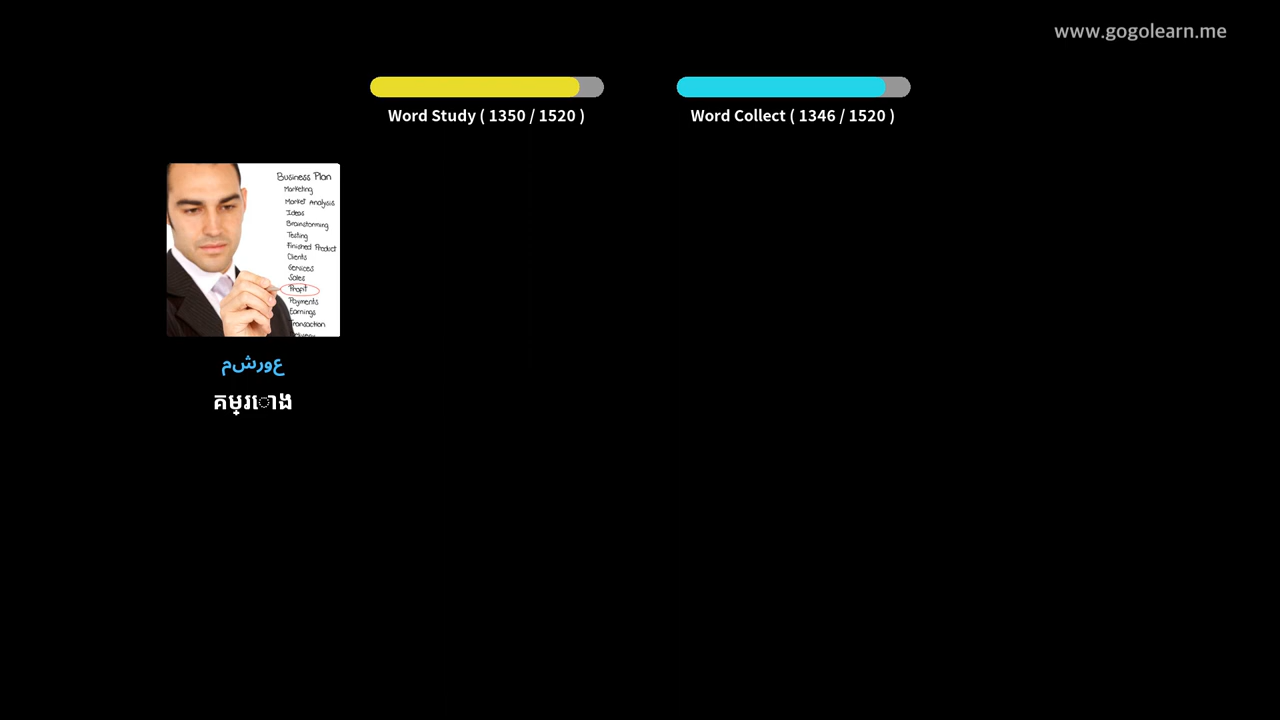 www.gogolearn.me
Word Study ( 1350 / 1520 )
Word Collect ( 1346 / 1520 )
Business Plan
Marketing
Market Analysis
Ideas
Brainstorming
Testing
Finished Product
Clients
Services
Sales
Profit
Payments
Earnings
Transaction
Delivery
مشروع
គម្រោង